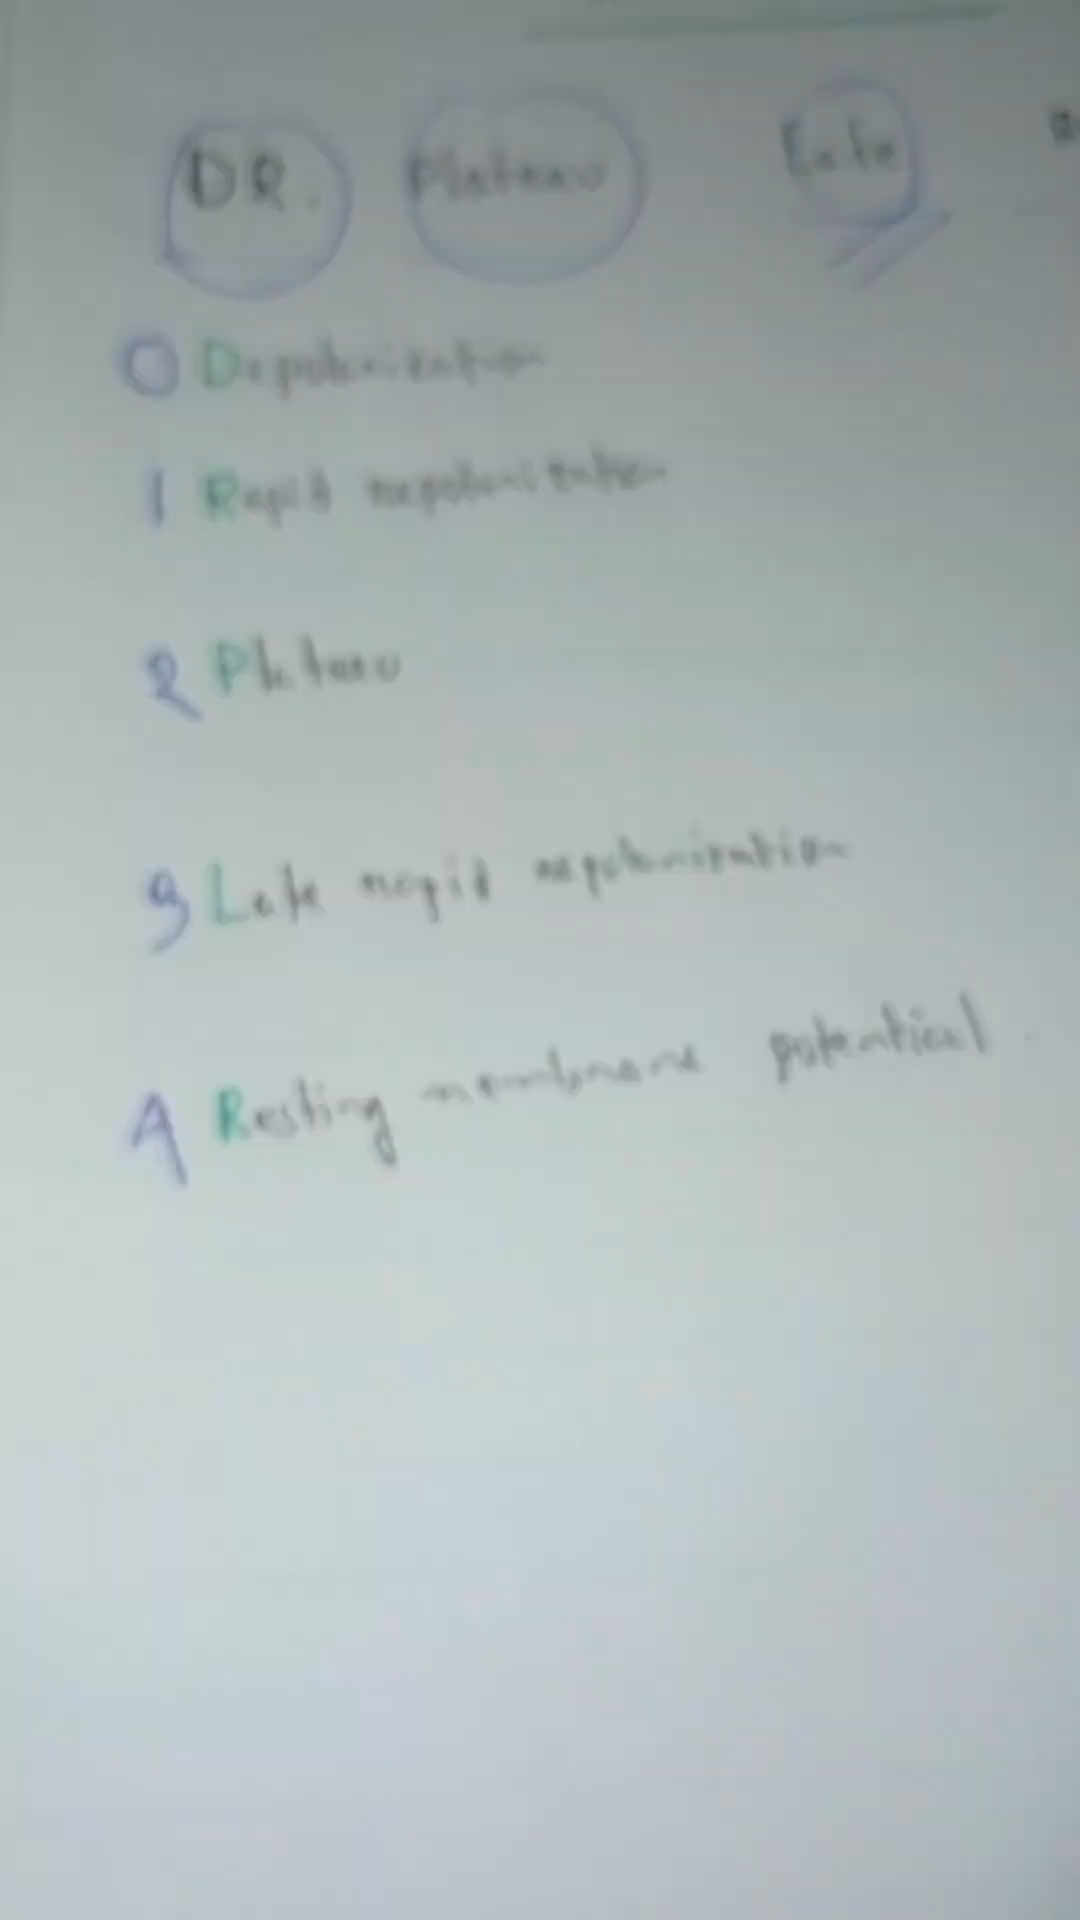 DR. Plateau Late
0 Depolarization
1 Rapid repolarization
2 Plateau
3 Late rapid repolarization
4 Resting membrane potential.